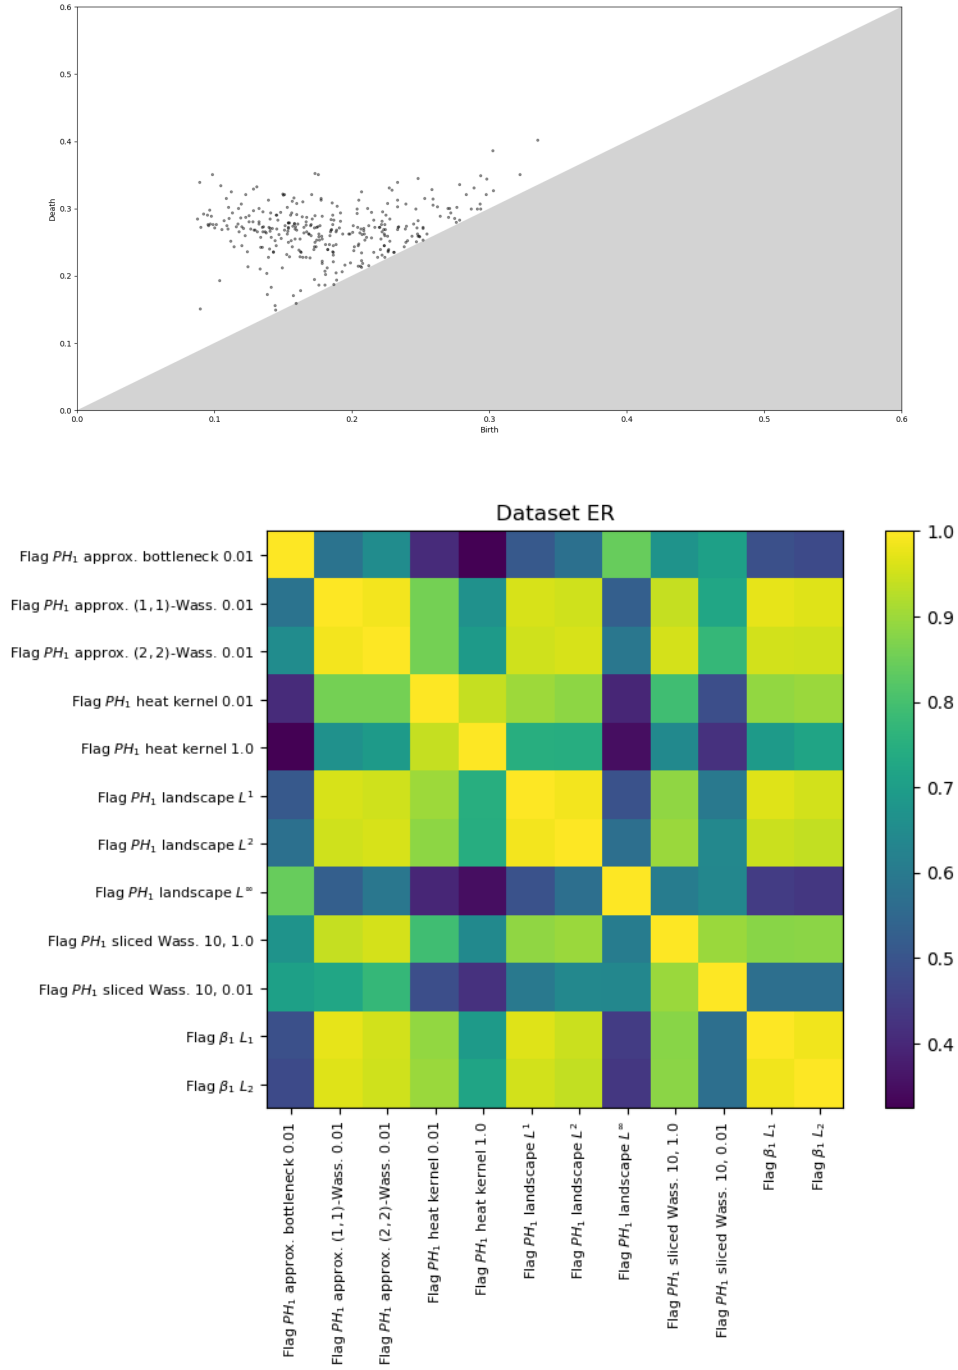 0.6
0.5
0.4
0.3
0.2
0.1
0.0
Death
0.0 0.1 0.2 0.3 0.4 0.5 0.6
Birth
Dataset ER
Flag PH₁ approx. bottleneck 0.01
Flag PH₁ approx. (1, 1)-Wass. 0.01
Flag PH₁ approx. (2, 2)-Wass. 0.01
Flag PH₁ heat kernel 0.01
Flag PH₁ heat kernel 1.0
Flag PH₁ landscape L¹
Flag PH₁ landscape L²
Flag PH₁ landscape L^∞
Flag PH₁ sliced Wass. 10, 1.0
Flag PH₁ sliced Wass. 10, 0.01
Flag β₁ L₁
Flag β₁ L₂
1.0
0.9
0.8
0.7
0.6
0.5
0.4
Flag PH₁ approx. bottleneck 0.01
Flag PH₁ approx. (1, 1)-Wass. 0.01
Flag PH₁ approx. (2, 2)-Wass. 0.01
Flag PH₁ heat kernel 0.01
Flag PH₁ heat kernel 1.0
Flag PH₁ landscape L¹
Flag PH₁ landscape L²
Flag PH₁ landscape L^∞
Flag PH₁ sliced Wass. 10, 1.0
Flag PH₁ sliced Wass. 10, 0.01
Flag β₁ L₁
Flag β₁ L₂